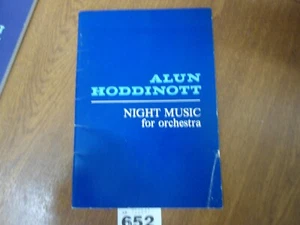 ALUN
HODDINOTT
NIGHT MUSIC
for orchestra
652